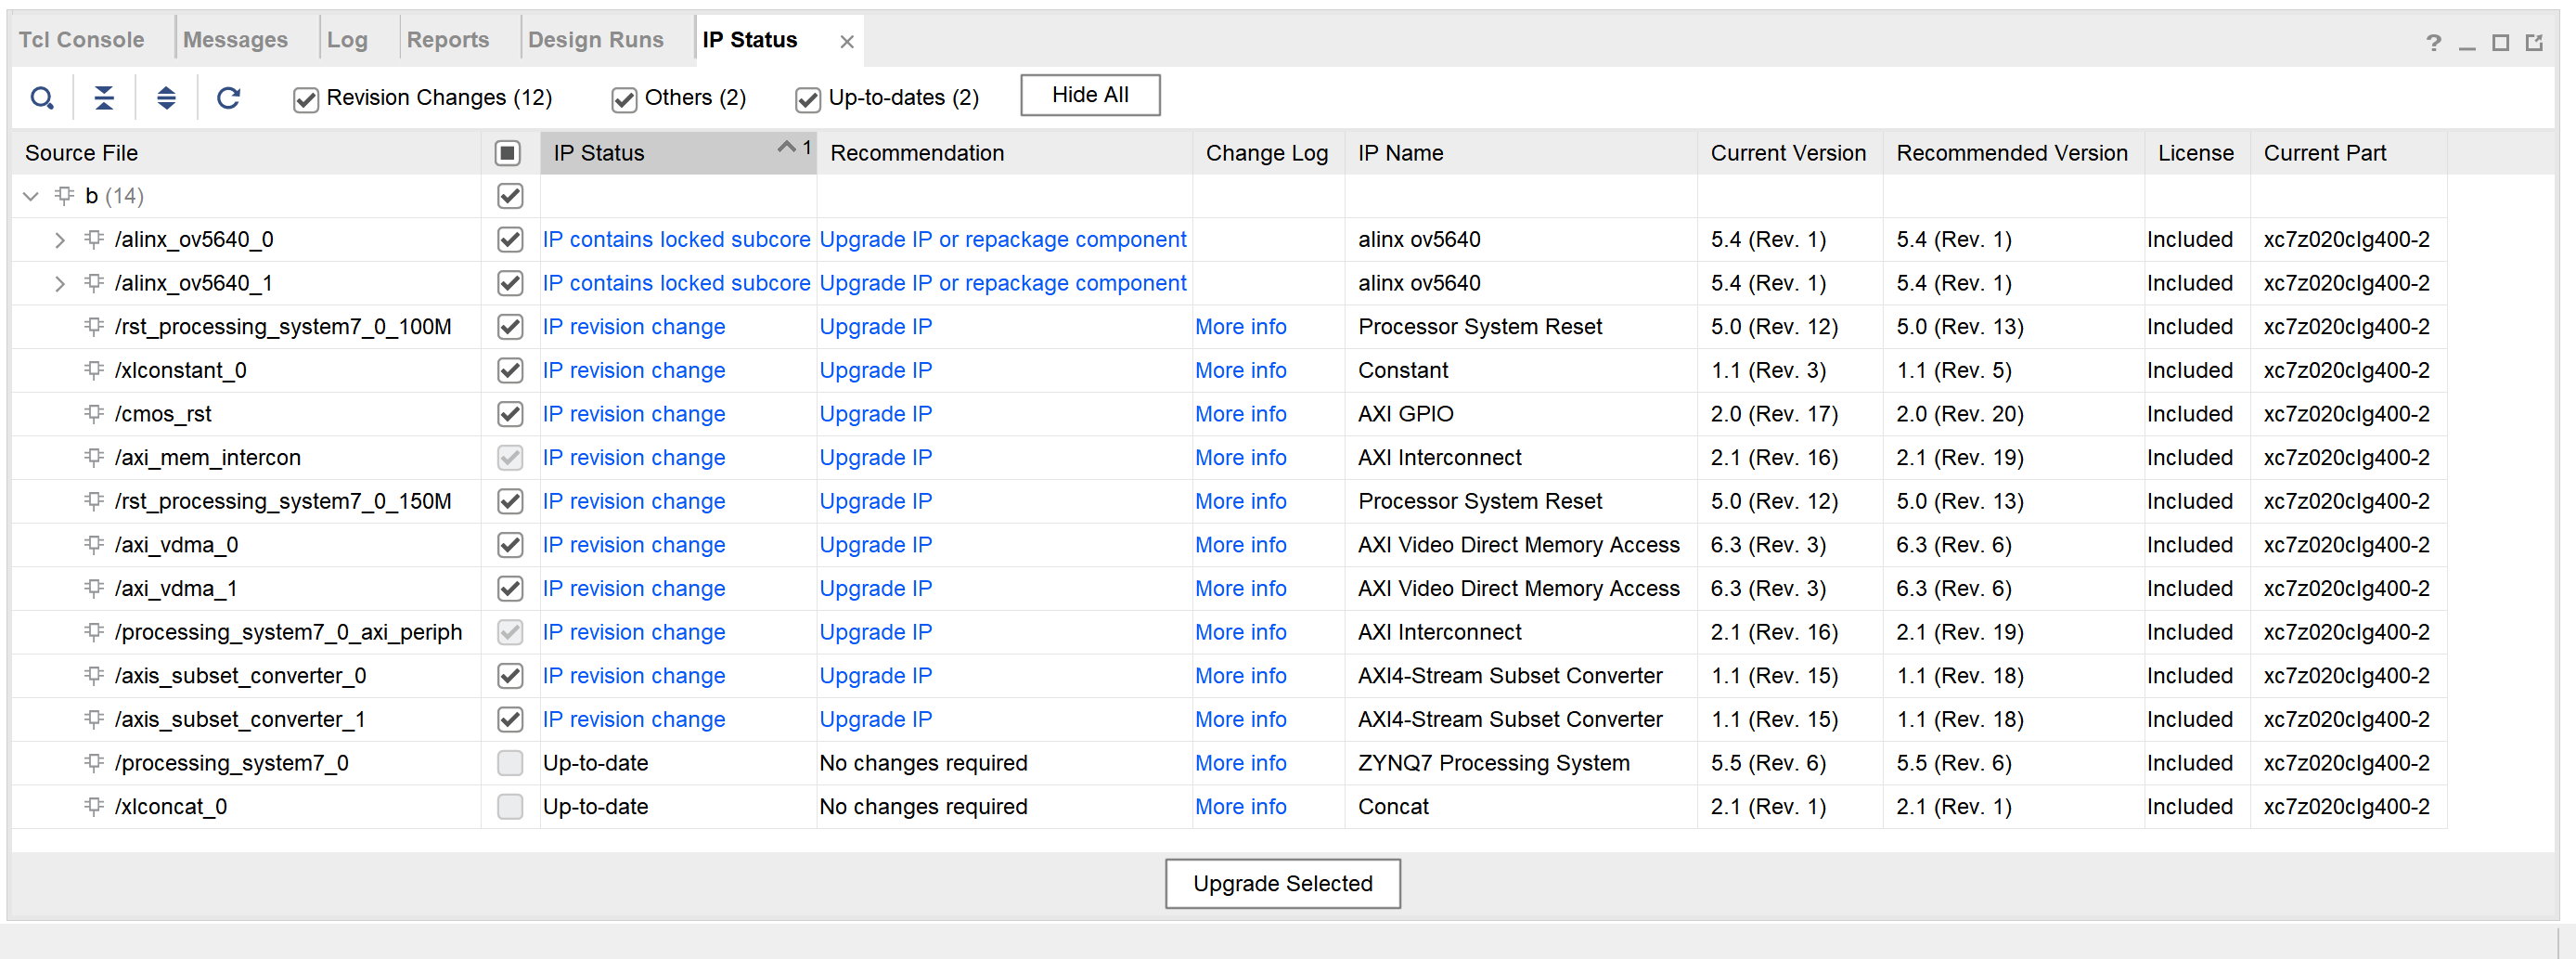 Tcl Console Messages Log Reports Design Runs IP Status × ?
Revision Changes (12) Others (2) Up-to-dates (2) Hide All
Source File IP Status 1 Recommendation Change Log IP Name Current Version Recommended Version License Current Part
b (14)
/alinx_ov5640_0 IP contains locked subcore Upgrade IP or repackage component alinx ov5640 5.4 (Rev. 1) 5.4 (Rev. 1) Included xc7z020clg400-2
/alinx_ov5640_1 IP contains locked subcore Upgrade IP or repackage component alinx ov5640 5.4 (Rev. 1) 5.4 (Rev. 1) Included xc7z020clg400-2
/rst_processing_system7_0_100M IP revision change Upgrade IP More info Processor System Reset 5.0 (Rev. 12) 5.0 (Rev. 13) Included xc7z020clg400-2
/xlconstant_0 IP revision change Upgrade IP More info Constant 1.1 (Rev. 3) 1.1 (Rev. 5) Included xc7z020clg400-2
/cmos_rst IP revision change Upgrade IP More info AXI GPIO 2.0 (Rev. 17) 2.0 (Rev. 20) Included xc7z020clg400-2
/axi_mem_intercon IP revision change Upgrade IP More info AXI Interconnect 2.1 (Rev. 16) 2.1 (Rev. 19) Included xc7z020clg400-2
/rst_processing_system7_0_150M IP revision change Upgrade IP More info Processor System Reset 5.0 (Rev. 12) 5.0 (Rev. 13) Included xc7z020clg400-2
/axi_vdma_0 IP revision change Upgrade IP More info AXI Video Direct Memory Access 6.3 (Rev. 3) 6.3 (Rev. 6) Included xc7z020clg400-2
/axi_vdma_1 IP revision change Upgrade IP More info AXI Video Direct Memory Access 6.3 (Rev. 3) 6.3 (Rev. 6) Included xc7z020clg400-2
/processing_system7_0_axi_periph IP revision change Upgrade IP More info AXI Interconnect 2.1 (Rev. 16) 2.1 (Rev. 19) Included xc7z020clg400-2
/axis_subset_converter_0 IP revision change Upgrade IP More info AXI4-Stream Subset Converter 1.1 (Rev. 15) 1.1 (Rev. 18) Included xc7z020clg400-2
/axis_subset_converter_1 IP revision change Upgrade IP More info AXI4-Stream Subset Converter 1.1 (Rev. 15) 1.1 (Rev. 18) Included xc7z020clg400-2
/processing_system7_0 Up-to-date No changes required More info ZYNQ7 Processing System 5.5 (Rev. 6) 5.5 (Rev. 6) Included xc7z020clg400-2
/xlconcat_0 Up-to-date No changes required More info Concat 2.1 (Rev. 1) 2.1 (Rev. 1) Included xc7z020clg400-2
Upgrade Selected